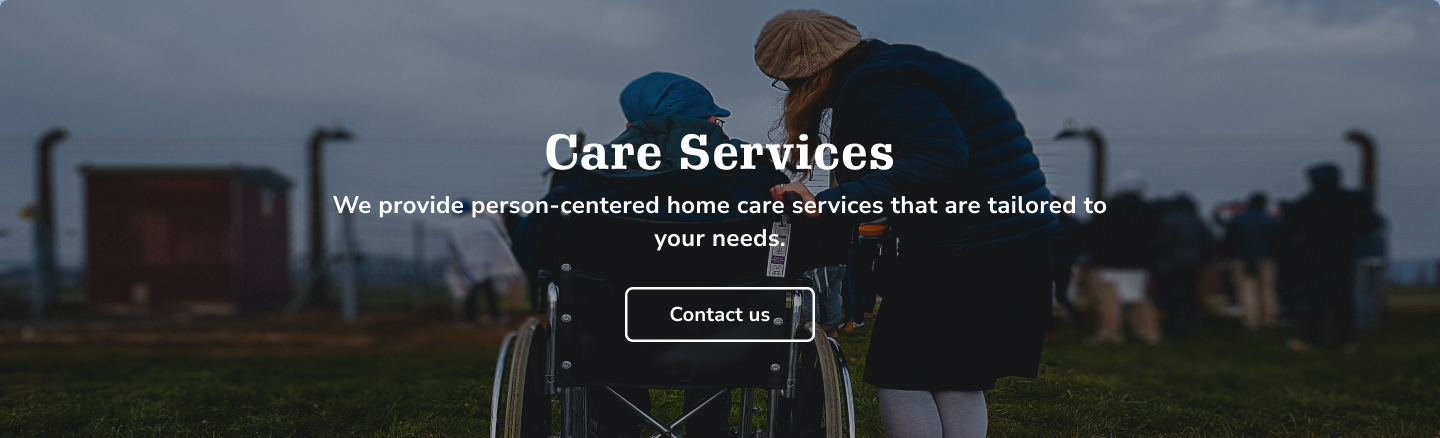 Care Services
We provide person-centered home care services that are tailored to
your needs.
Contact us